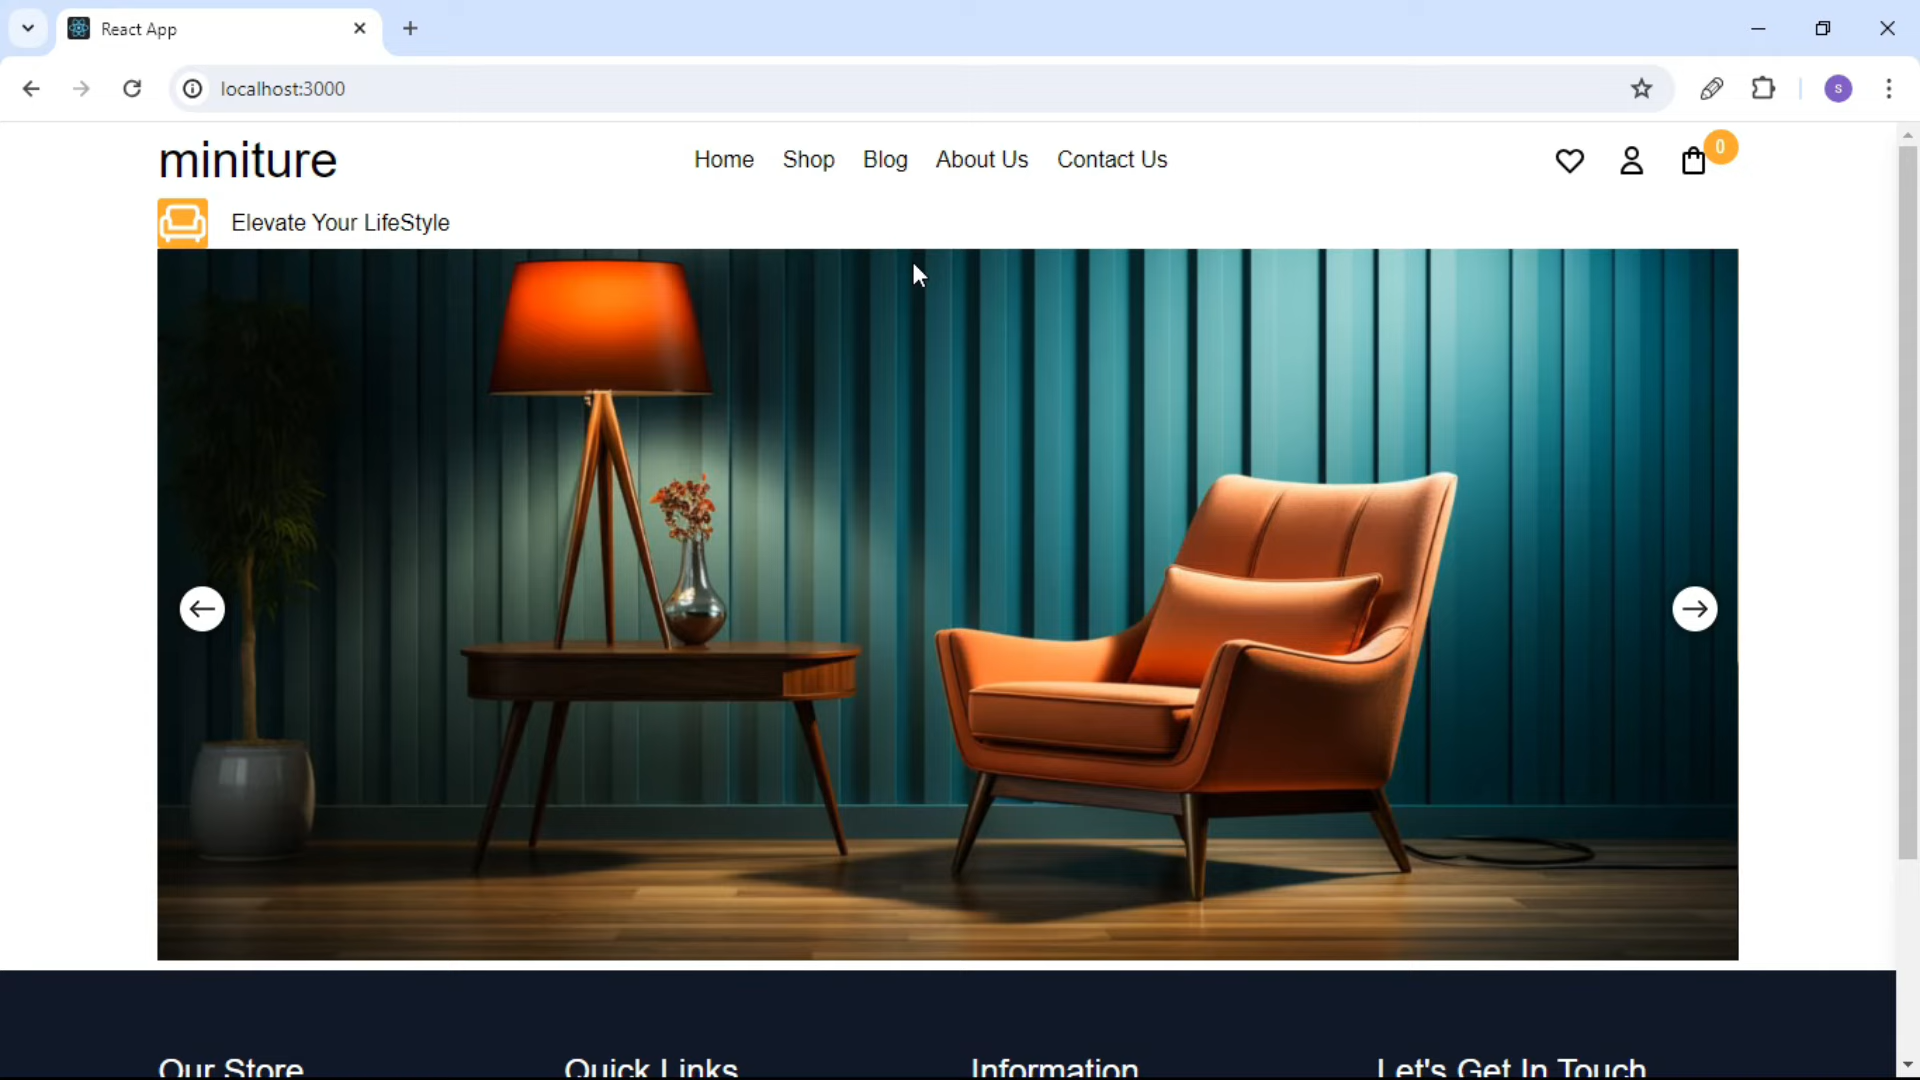 React App
localhost:3000
S
miniture
Home Shop Blog About Us Contact Us
0
Elevate Your LifeStyle
Our Store Quick Links Information Let's Get In Touch